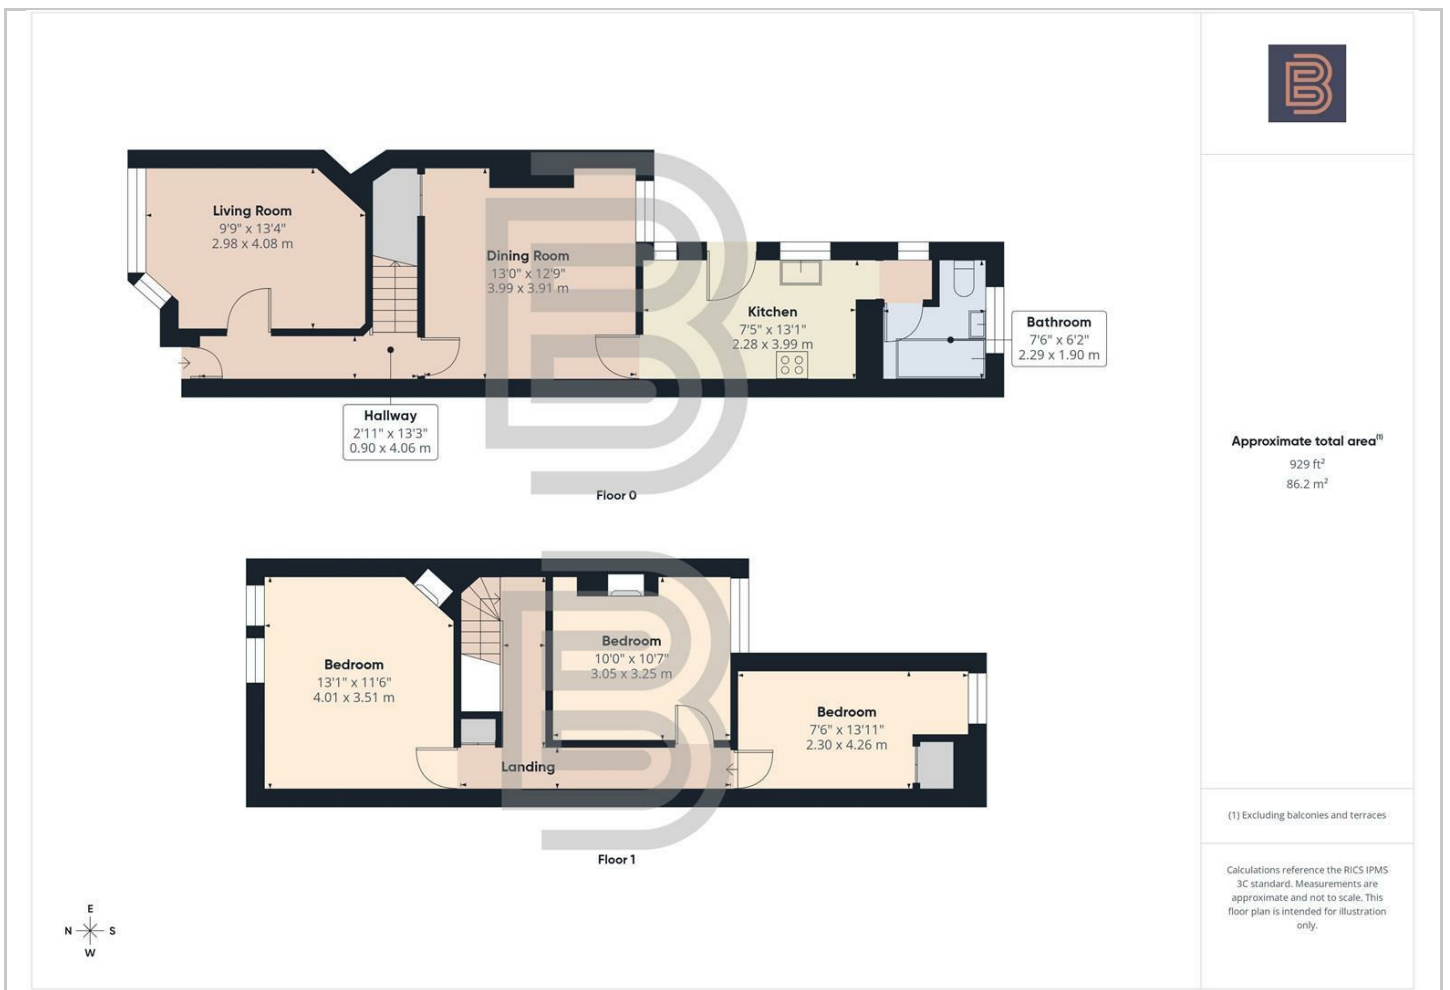 Living Room
9'9" x 13'4"
2.98 x 4.08 m
Dining Room
13'0" x 12'9"
3.99 x 3.91 m
Kitchen
7'5" x 13'1"
2.28 x 3.99 m
Bathroom
7'6" x 6'2"
2.29 x 1.90 m
Hallway
2'11" x 13'3"
0.90 x 4.06 m
Floor 0
Bedroom
13'1" x 11'6"
4.01 x 3.51 m
Bedroom
10'0" x 10'7"
3.05 x 3.25 m
Bedroom
7'6" x 13'11"
2.30 x 4.26 m
Landing
Floor 1
E
N S
W
B
Approximate total area(1)
929 ft²
86.2 m²
(1) Excluding balconies and terraces
Calculations reference the RICS IPMS
3C standard. Measurements are
approximate and not to scale. This
floor plan is intended for illustration
only.